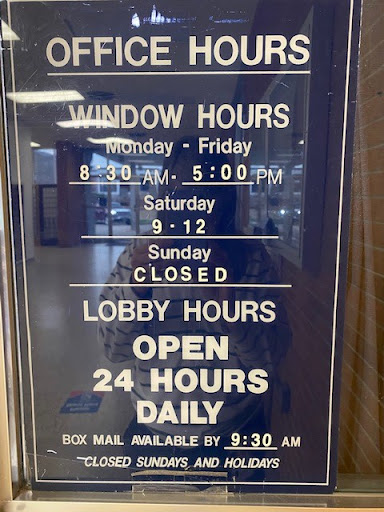 OFFICE HOURS
WINDOW HOURS
Monday - Friday
8:30 AM - 5:00 PM
Saturday
9 - 12
Sunday
CLOSED
LOBBY HOURS
OPEN
24 HOURS
DAILY
BOX MAIL AVAILABLE BY 9:30 AM
CLOSED SUNDAYS AND HOLIDAYS